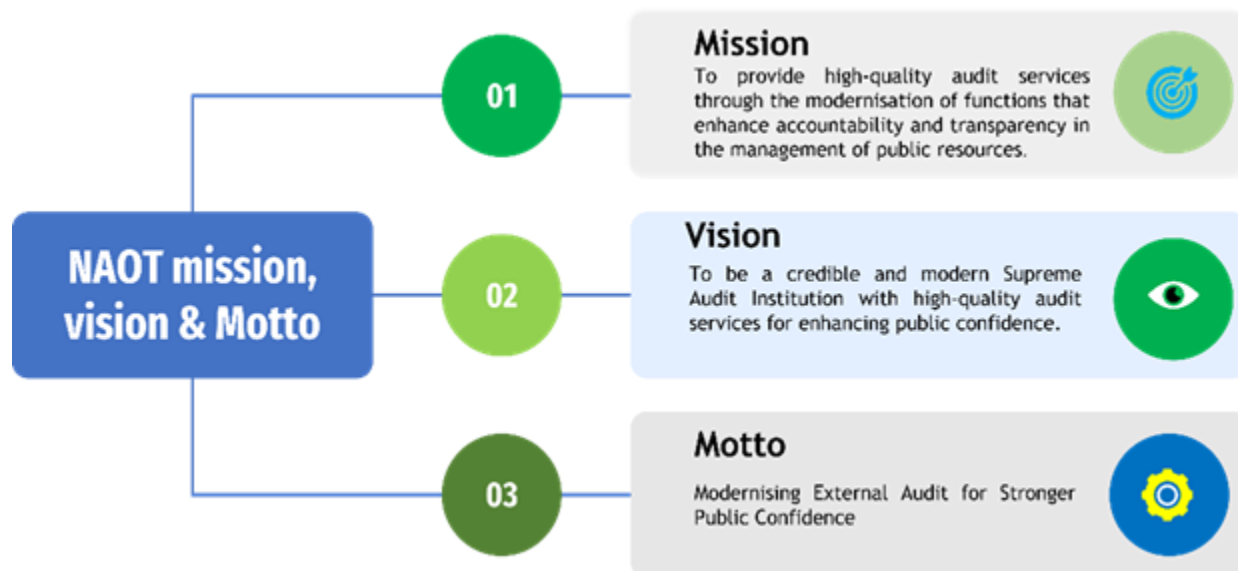 NAOT mission,
vision & Motto
01
Mission
To provide high-quality audit services
through the modernisation of functions that
enhance accountability and transparency in
the management of public resources.
02
Vision
To be a credible and modern Supreme
Audit Institution with high-quality audit
services for enhancing public confidence.
03
Motto
Modernising External Audit for Stronger
Public Confidence